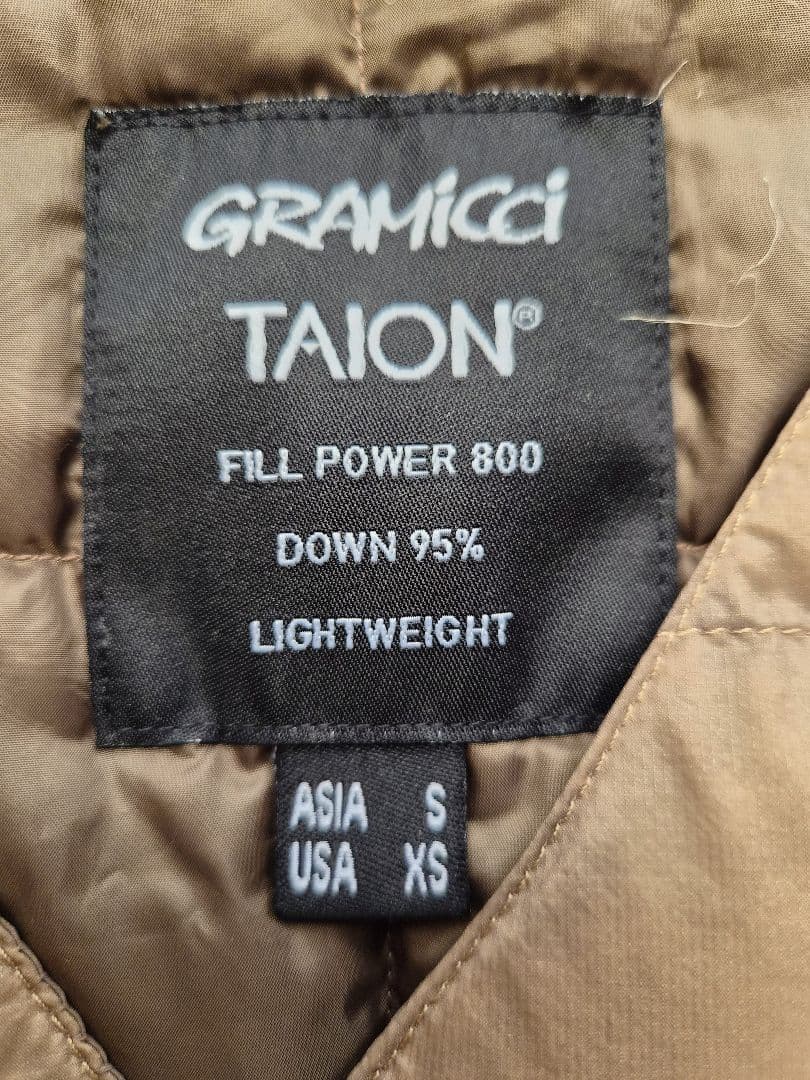 GRAMiCCi
TAION®
FILL POWER 800
DOWN 95%
LIGHTWEIGHT
ASIA S
USA XS